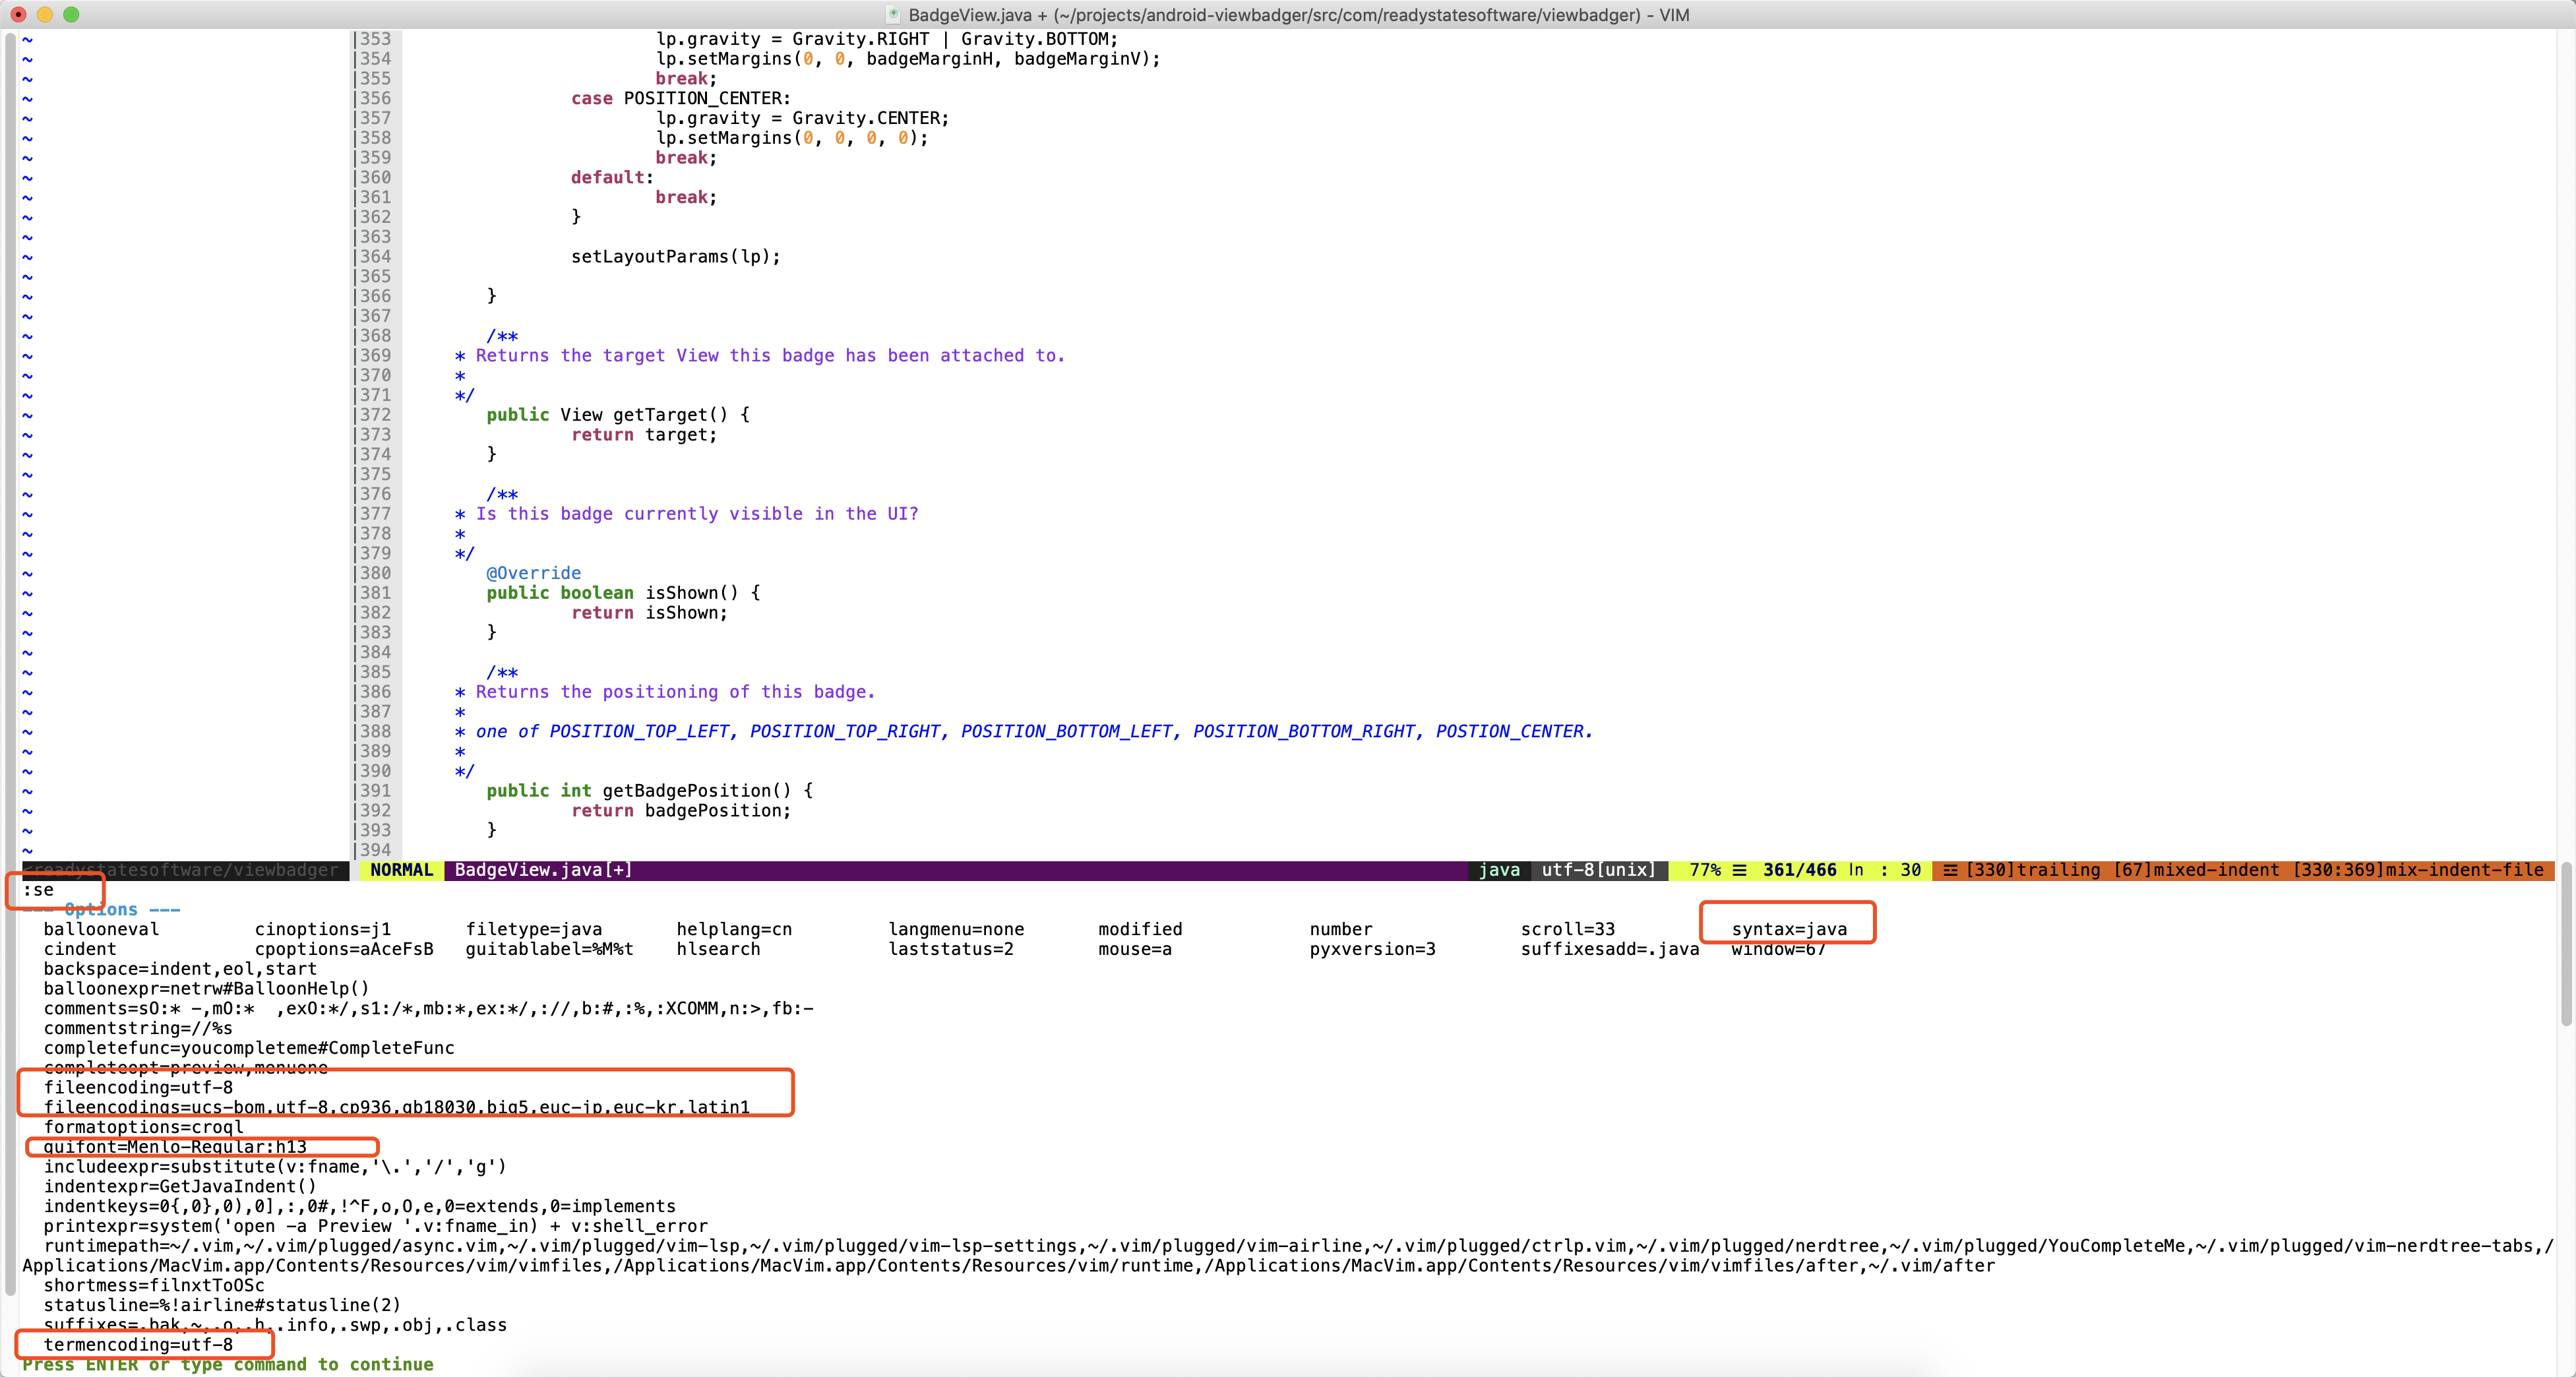 BadgeView.java + (~/projects/android-viewbadger/src/com/readystatesoftware/viewbadger) - VIM
~ |353 lp.gravity = Gravity.RIGHT | Gravity.BOTTOM;
~ |354 lp.setMargins(0, 0, badgeMarginH, badgeMarginV);
~ |355 break;
~ |356 case POSITION_CENTER:
~ |357 lp.gravity = Gravity.CENTER;
~ |358 lp.setMargins(0, 0, 0, 0);
~ |359 break;
~ |360 default:
~ |361 break;
~ |362 }
~ |363
~ |364 setLayoutParams(lp);
~ |365
~ |366 }
~ |367
~ |368 /**
~ |369 * Returns the target View this badge has been attached to.
~ |370 *
~ |371 */
~ |372 public View getTarget() {
~ |373 return target;
~ |374 }
~ |375
~ |376 /**
~ |377 * Is this badge currently visible in the UI?
~ |378 *
~ |379 */
~ |380 @Override
~ |381 public boolean isShown() {
~ |382 return isShown;
~ |383 }
~ |384
~ |385 /**
~ |386 * Returns the positioning of this badge.
~ |387 *
~ |388 * one of POSITION_TOP_LEFT, POSITION_TOP_RIGHT, POSITION_BOTTOM_LEFT, POSITION_BOTTOM_RIGHT, POSTION_CENTER.
~ |389 *
~ |390 */
~ |391 public int getBadgePosition() {
~ |392 return badgePosition;
~ |393 }
~ |394
<readystatesoftware/viewbadger NORMAL BadgeView.java[+] java utf-8[unix] 77% ☰ 361/466 ln : 30 ☲ [330]trailing [67]mixed-indent [330:369]mix-indent-file
:se
--- Options ---
ballooneval cinoptions=j1 filetype=java helplang=cn langmenu=none modified number scroll=33 syntax=java
cindent cpoptions=aAceFsB guitablabel=%M%t hlsearch laststatus=2 mouse=a pyxversion=3 suffixesadd=.java window=67
backspace=indent,eol,start
balloonexpr=netrw#BalloonHelp()
comments=sO:* -,mO:*  ,exO:*/,s1:/*,mb:*,ex:*/,://,b:#,:%,:XCOMM,n:>,fb:-
commentstring=//%s
completefunc=youcompleteme#CompleteFunc
completeopt=preview,menuone
fileencoding=utf-8
fileencodings=ucs-bom,utf-8,cp936,gb18030,big5,euc-jp,euc-kr,latin1
formatoptions=croql
guifont=Menlo-Regular:h13
includeexpr=substitute(v:fname,'\.','/','g')
indentexpr=GetJavaIndent()
indentkeys=0{,0},0),0],:,0#,!^F,o,O,e,0=extends,0=implements
printexpr=system('open -a Preview '.v:fname_in) + v:shell_error
runtimepath=~/.vim,~/.vim/plugged/async.vim,~/.vim/plugged/vim-lsp,~/.vim/plugged/vim-lsp-settings,~/.vim/plugged/vim-airline,~/.vim/plugged/ctrlp.vim,~/.vim/plugged/nerdtree,~/.vim/plugged/YouCompleteMe,~/.vim/plugged/vim-nerdtree-tabs,/
Applications/MacVim.app/Contents/Resources/vim/vimfiles,/Applications/MacVim.app/Contents/Resources/vim/runtime,/Applications/MacVim.app/Contents/Resources/vim/vimfiles/after,~/.vim/after
shortmess=filnxtToOSc
statusline=%!airline#statusline(2)
suffixes=.bak,~,.o,.h,.info,.swp,.obj,.class
termencoding=utf-8
Press ENTER or type command to continue